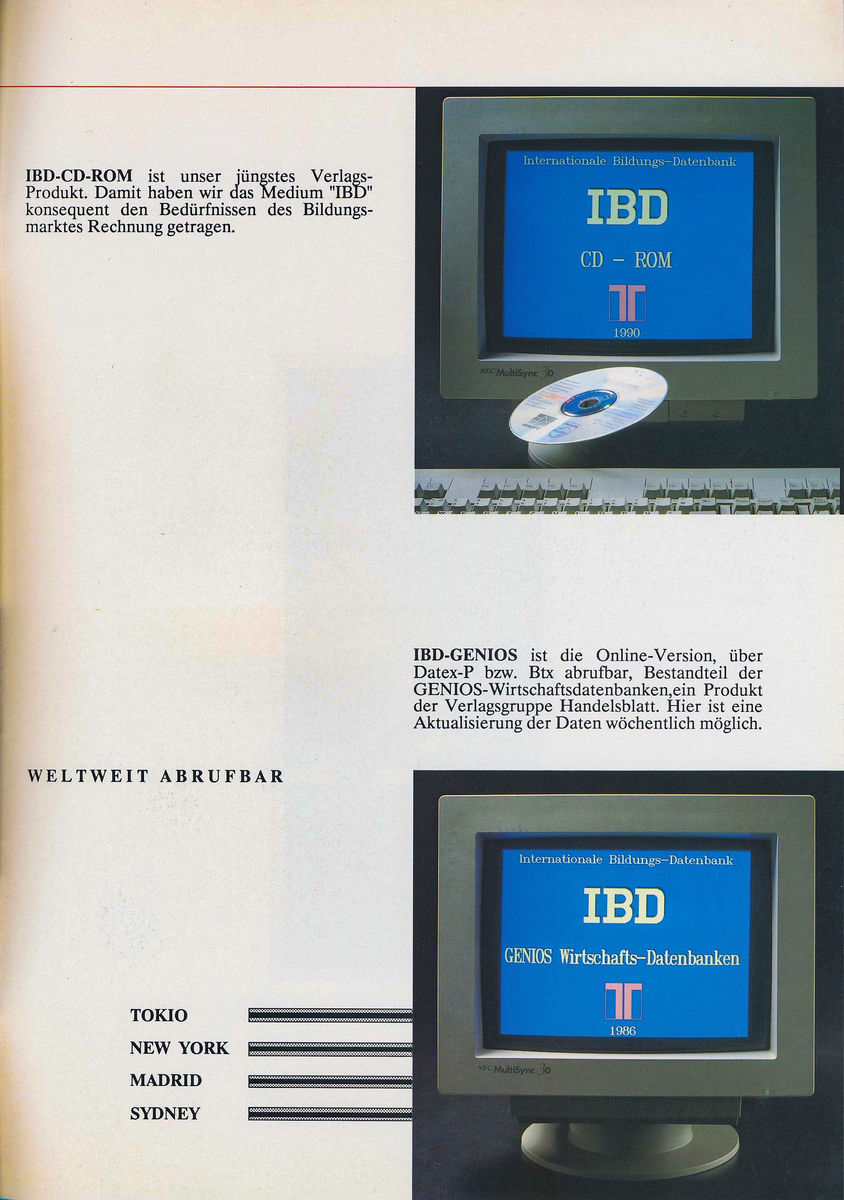 IBD-CD-ROM ist unser jüngstes Verlags-
Produkt. Damit haben wir das Medium "IBD"
konsequent den Bedürfnissen des Bildungs-
marktes Rechnung getragen.
Internationale Bildungs-Datenbank
IBD
CD - ROM
1990
NEC MultiSync 3D
IBD-GENIOS ist die Online-Version, über
Datex-P bzw. Btx abrufbar, Bestandteil der
GENIOS-Wirtschaftsdatenbanken,ein Produkt
der Verlagsgruppe Handelsblatt. Hier ist eine
Aktualisierung der Daten wöchentlich möglich.
WELTWEIT ABRUFBAR
Internationale Bildungs-Datenbank
IBD
GENIOS Wirtschafts-Datenbanken
1986
NEC MultiSync 3D
TOKIO
NEW YORK
MADRID
SYDNEY